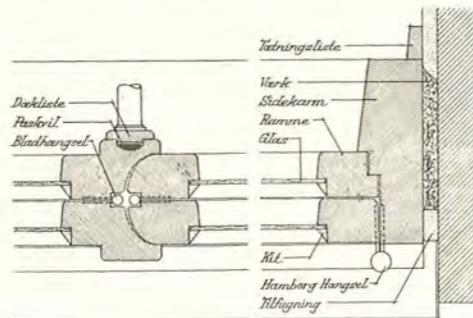 Dækliste
Paskvil
Bladhængsel
Tætningsliste
Værk
Sidekarm
Ramme
Glas
Kit
Hamborg Hængsel
Tilfugning